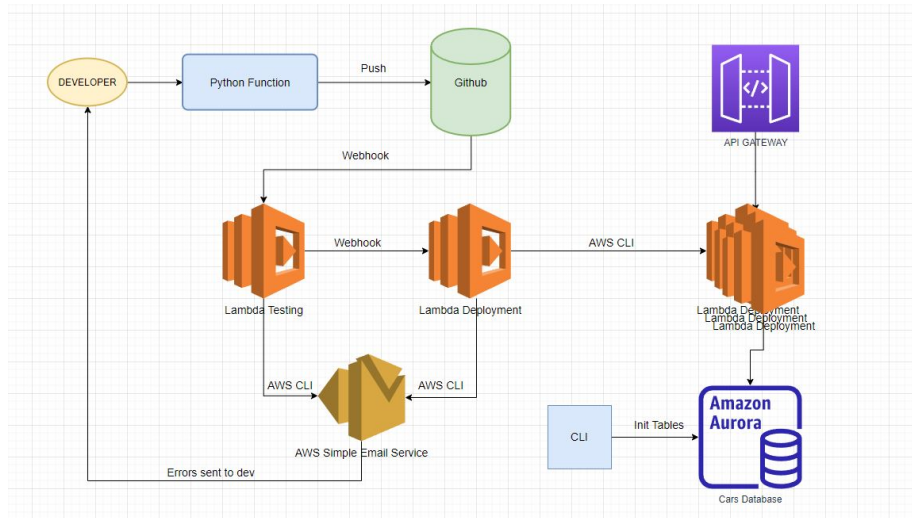 DEVELOPER
Python Function
Push
Github
API GATEWAY
Webhook
Webhook
AWS CLI
Lambda Testing
Lambda Deployment
Lambda Deployment
Lambda Deployment
Lambda Deployment
AWS CLI
AWS CLI
AWS Simple Email Service
Errors sent to dev
CLI
Init Tables
Amazon
Aurora
Cars Database